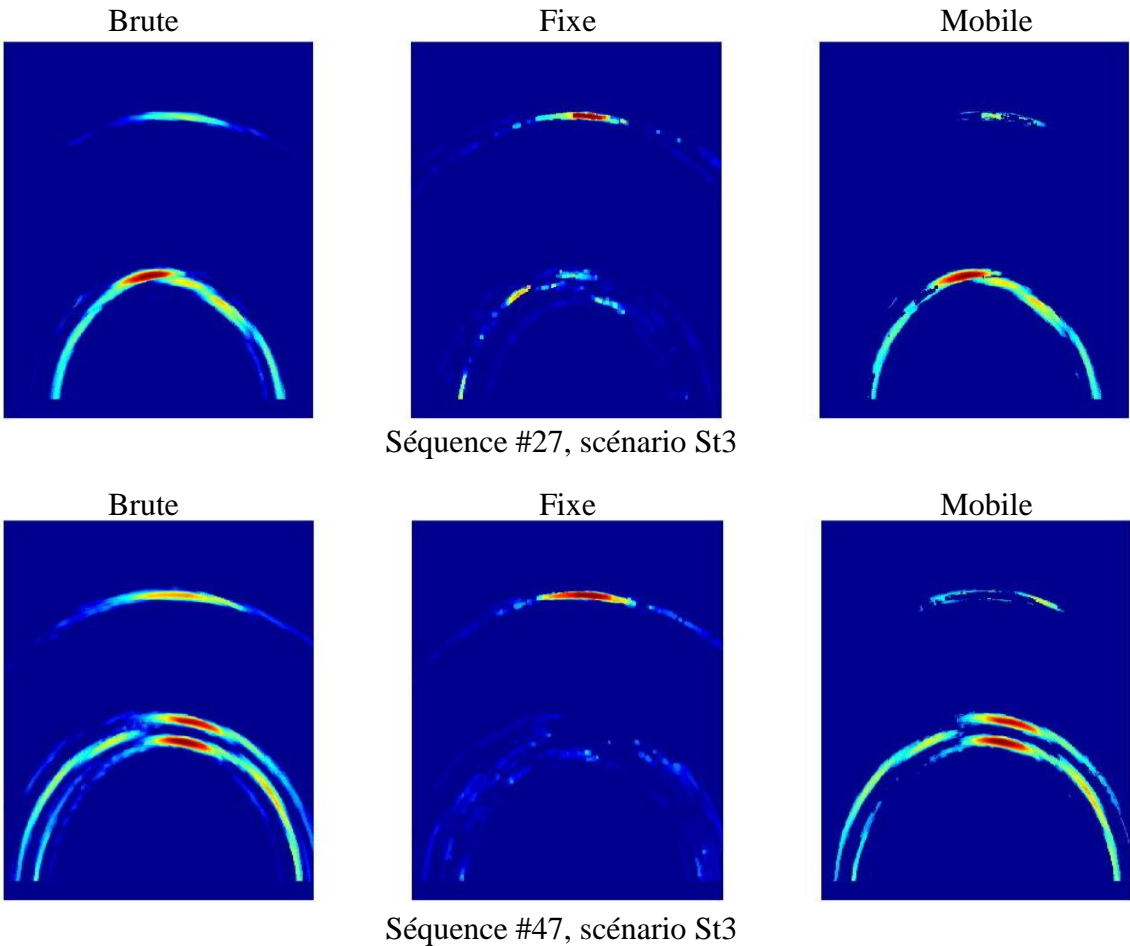 Brute Fixe Mobile
Séquence #27, scénario St3
Brute Fixe Mobile
Séquence #47, scénario St3